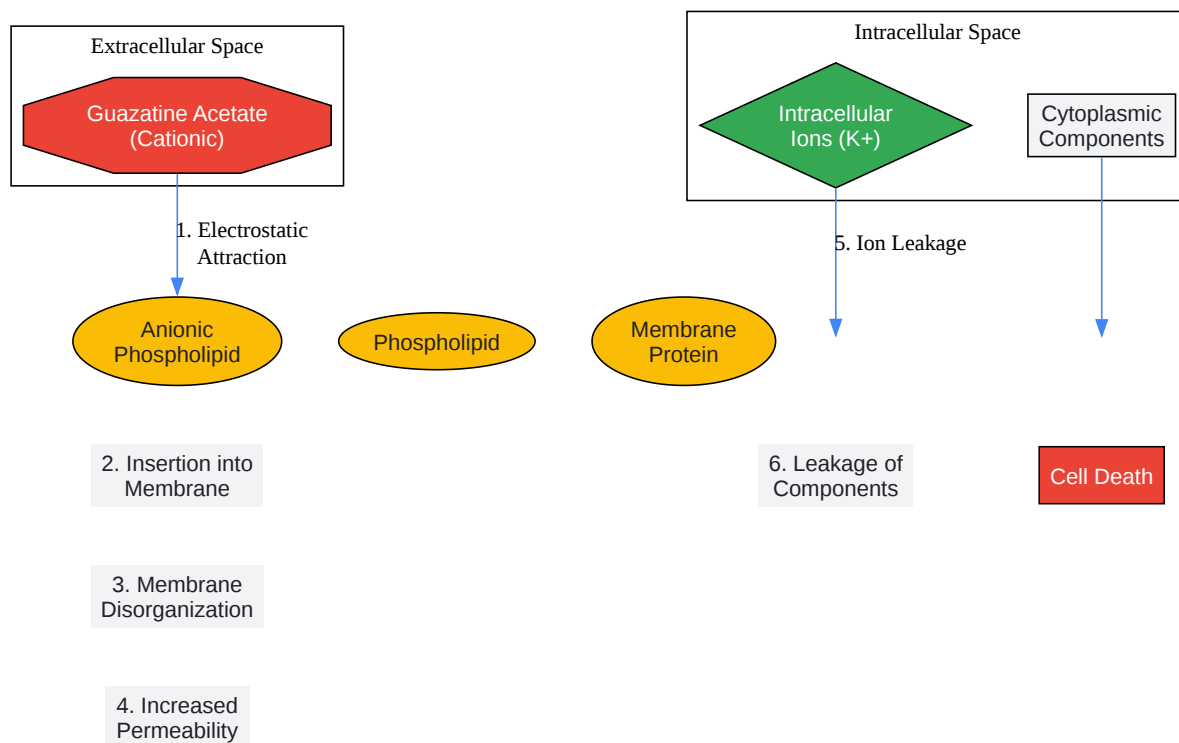 Extracellular Space
Guazatine Acetate
(Cationic)
Intracellular Space
Intracellular
Ions (K+)
Cytoplasmic
Components
1. Electrostatic
Attraction
5. Ion Leakage
Anionic
Phospholipid
Phospholipid
Membrane
Protein
2. Insertion into
Membrane
6. Leakage of
Components
Cell Death
3. Membrane
Disorganization
4. Increased
Permeability